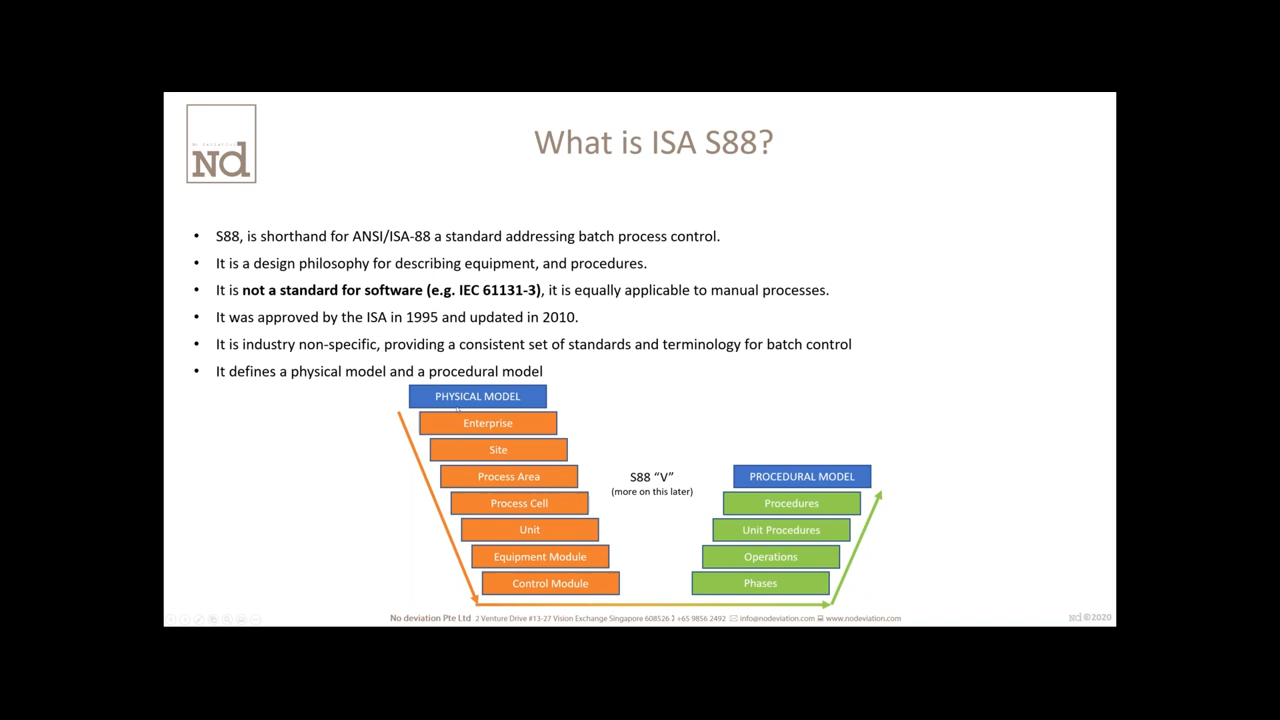 No deviation
Nd
What is ISA S88?
• S88, is shorthand for ANSI/ISA-88 a standard addressing batch process control.
• It is a design philosophy for describing equipment, and procedures.
• It is not a standard for software (e.g. IEC 61131-3), it is equally applicable to manual processes.
• It was approved by the ISA in 1995 and updated in 2010.
• It is industry non-specific, providing a consistent set of standards and terminology for batch control
• It defines a physical model and a procedural model
PHYSICAL MODEL
Enterprise
Site
Process Area
Process Cell
Unit
Equipment Module
Control Module
S88 “V”
(more on this later)
PROCEDURAL MODEL
Procedures
Unit Procedures
Operations
Phases
No deviation Pte Ltd 2 Venture Drive #13-27 Vision Exchange Singapore 608526 +65 9856 2492 info@nodeviation.com www.nodeviation.com
Nd ©2020